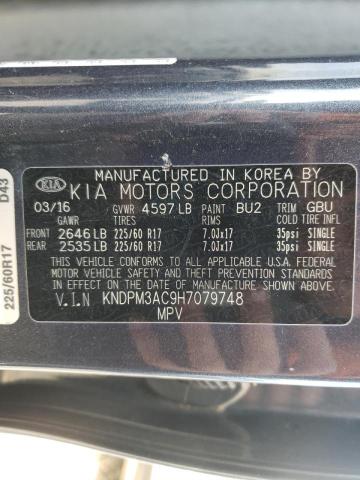 MANUFACTURED IN KOREA BY
KIA KIA MOTORS CORPORATION
03/16 GVWR 4597 LB PAINT BU2 TRIM GBU
GAWR TIRES RIMS COLD TIRE INFL
FRONT 2646 LB 225/60 R17 7.0Jx17 35psi SINGLE
REAR 2535 LB 225/60 R17 7.0Jx17 35psi SINGLE
THIS VEHICLE CONFORMS TO ALL APPLICABLE U.S.A. FEDERAL
MOTOR VEHICLE SAFETY, BUMPER, AND THEFT PREVENTION
STANDARDS IN EFFECT ON THE DATE OF MANUFACTURE
SHOWN ABOVE.
V.I.N KNDPM3AC9H7079748
MPV
225/60R17 D43